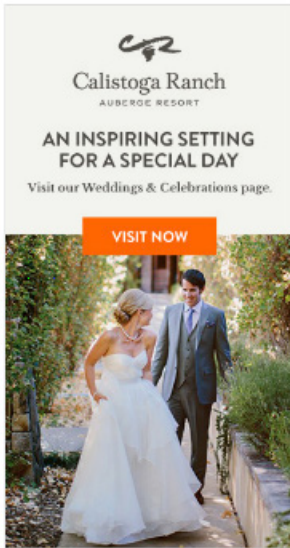 Calistoga Ranch
AUBERGE RESORT
AN INSPIRING SETTING
FOR A SPECIAL DAY
Visit our Weddings & Celebrations page.
VISIT NOW